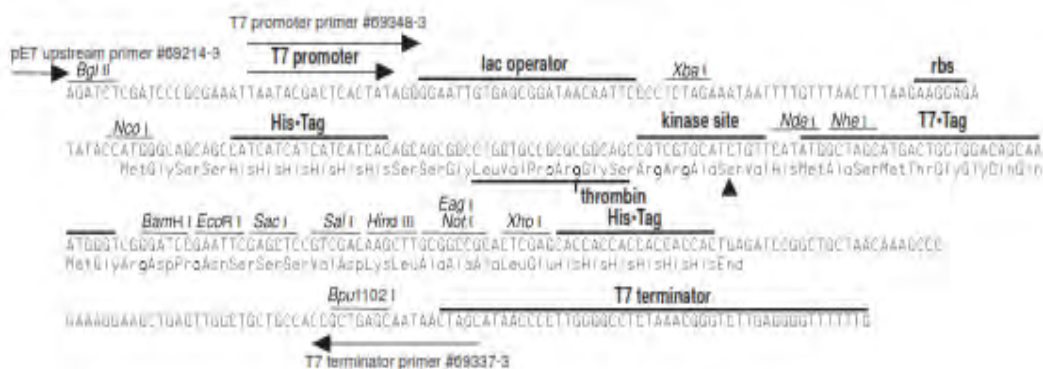 T7 promoter primer #69348-3
pET upstream primer #69214-3
Bgl II
T7 promoter
lac operator
Xba I
rbs
AGATCTCGATCCCGCGAAATTAATACGACTCACTATAGGGGAATTGTGAGCGGATAACAATTCCCCTCTAGAAATAATTTTGTTTAACTTTAAGAAGGAGA
Nco I
His•Tag
kinase site
Nde I
Nhe I
T7•Tag
TATACCATGGGCAGCAGCCATCATCATCATCATCACAGCAGCGGCCTGGTGCCGCGCGGCAGCCGTCGTGCATCTGTTCATATGGCTAGCATGACTGGTGGACAGCAA
MetGlySerSerHisHisHisHisHisHisSerSerGlyLeuValProArgGlySerArgArgAlaSerValHisMetAlaSerMetThrGlyGlyGlnGln
thrombin
BamH I
EcoR I
Sac I
Sal I
Hind III
Eag I
Not I
Xho I
His•Tag
ATGGGTCGGGATCCGAATTCGAGCTCCGTCGACAAGCTTGCGGCCGCACTCGAGCACCACCACCACCACCACTGAGATCCGGCTGCTAACAAAGCCC
MetGlyArgAspProAsnSerSerSerValAspLysLeuAlaAlaAlaLeuGluHisHisHisHisHisHisEnd
Bpu1102 I
T7 terminator
GAAAGGAAGCTGAGTTGGCTGCTGCCACCGCTGAGCAATAACTAGCATAACCCCTTGGGGCCTCTAAACGGGTCTTGAGGGGTTTTTTG
T7 terminator primer #69337-3